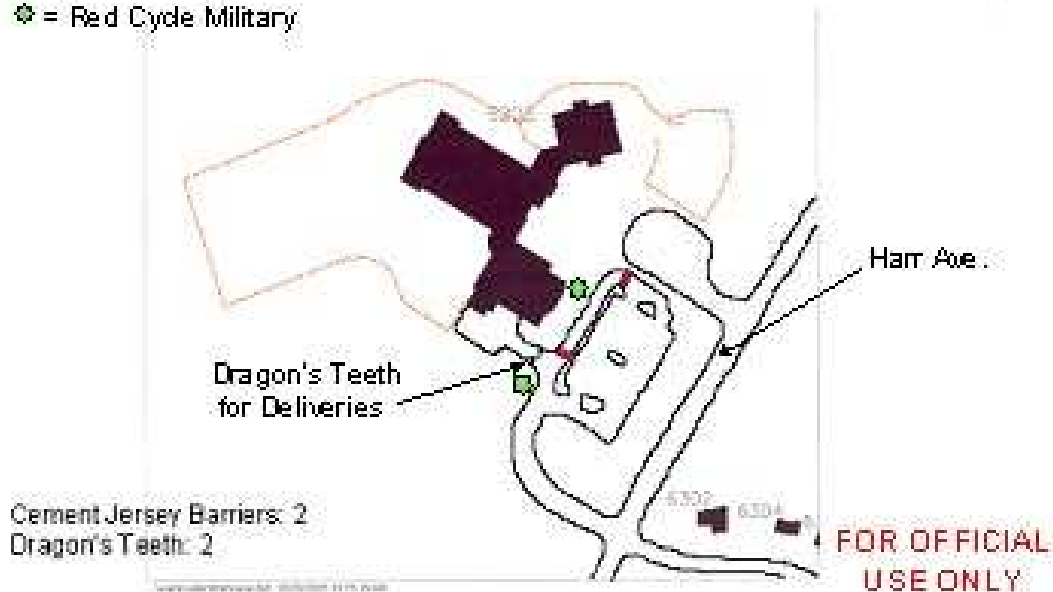 = Red Cycle Military
Harr Ave.
Dragon's Teeth
for Deliveries
6302
6304
Cement Jersey Barriers: 2
Dragon's Teeth: 2
FOR OFFICIAL
USE ONLY